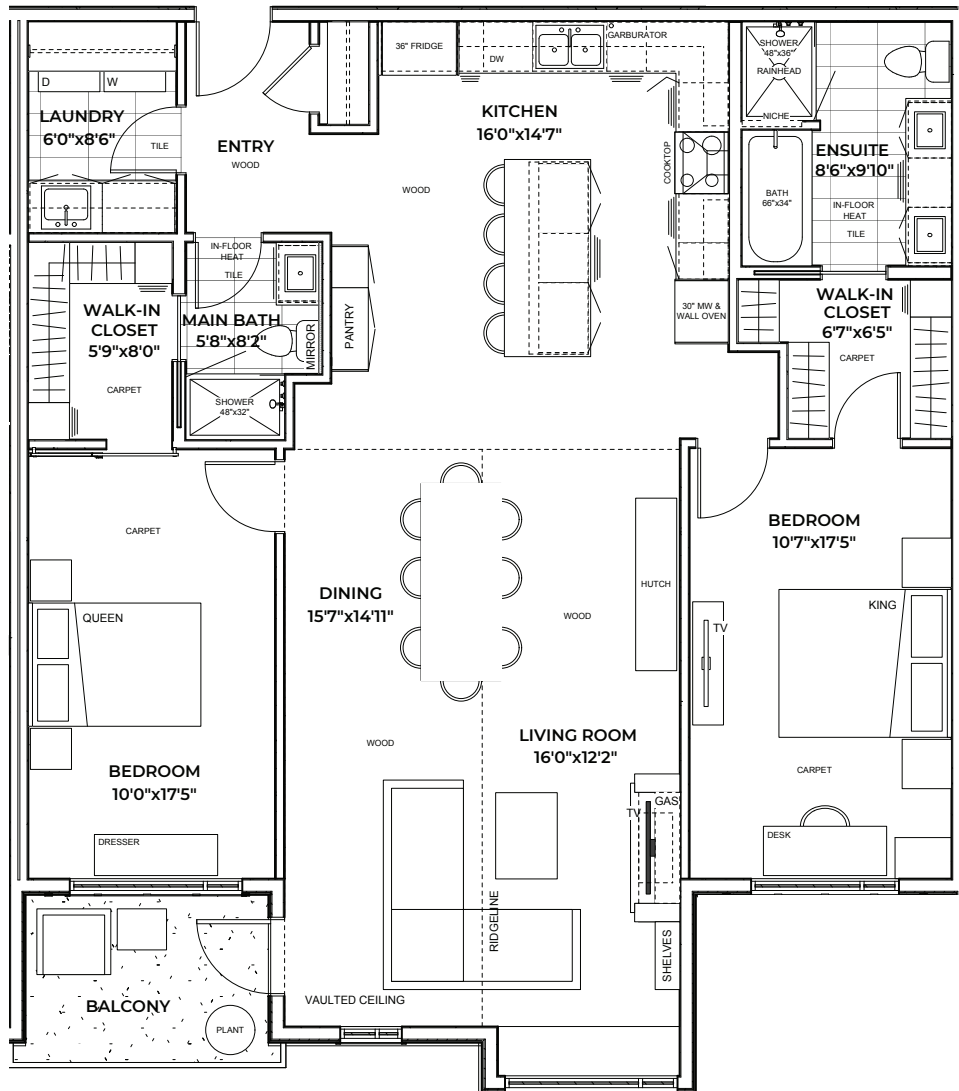 36" FRIDGE
DW
GARBURATOR
SHOWER
48"x36"
RAINHEAD
NICHE
D
W
LAUNDRY
6'0"x8'6"
TILE
ENTRY
WOOD
KITCHEN
16'0"x14'7"
WOOD
COOKTOP
ENSUITE
8'6"x9'10"
BATH
66"x34"
IN-FLOOR
HEAT
TILE
IN-FLOOR
HEAT
TILE
WALK-IN
CLOSET
5'9"x8'0"
CARPET
MAIN BATH
5'8"x8'2"
MIRROR
PANTRY
SHOWER
48"x32"
30" MW &
WALL OVEN
WALK-IN
CLOSET
6'7"x6'5"
CARPET
CARPET
QUEEN
BEDROOM
10'0"x17'5"
DRESSER
DINING
15'7"x14'11"
WOOD
HUTCH
WOOD
LIVING ROOM
16'0"x12'2"
TV
GAS
RIDGELINE
SHELVES
VAULTED CEILING
BEDROOM
10'7"x17'5"
KING
TV
CARPET
DESK
BALCONY
PLANT